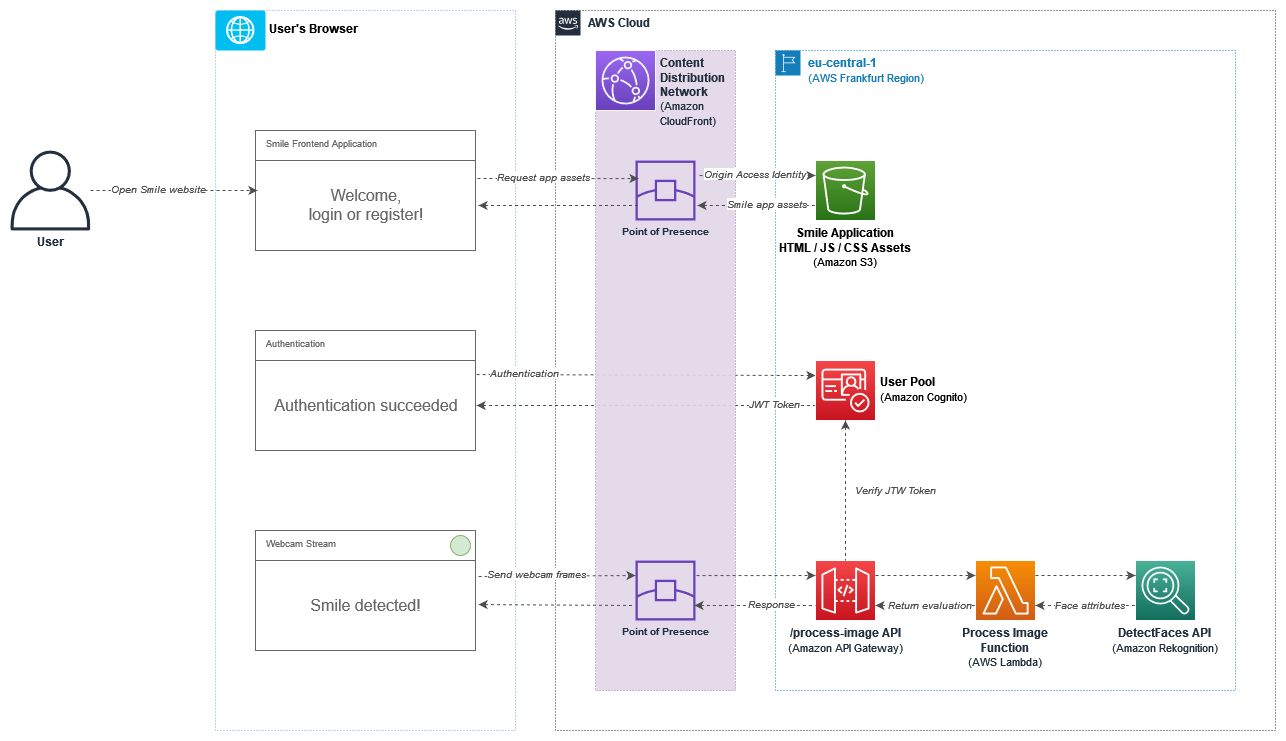 User's Browser
aws
AWS Cloud
Content
Distribution
Network
(Amazon
CloudFront)
eu-central-1
(AWS Frankfurt Region)
Smile Frontend Application
Welcome,
login or register!
Open Smile website
User
Request app assets
Origin Access Identity
Smile app assets
Point of Presence
Smile Application
HTML / JS / CSS Assets
(Amazon S3)
Authentication
Authentication succeeded
Authentication
JWT Token
User Pool
(Amazon Cognito)
Verify JTW Token
Webcam Stream
Smile detected!
Send webcam frames
Response
Return evaluation
Face attributes
</>
Point of Presence
/process-image API
(Amazon API Gateway)
Process Image
Function
(AWS Lambda)
DetectFaces API
(Amazon Rekognition)